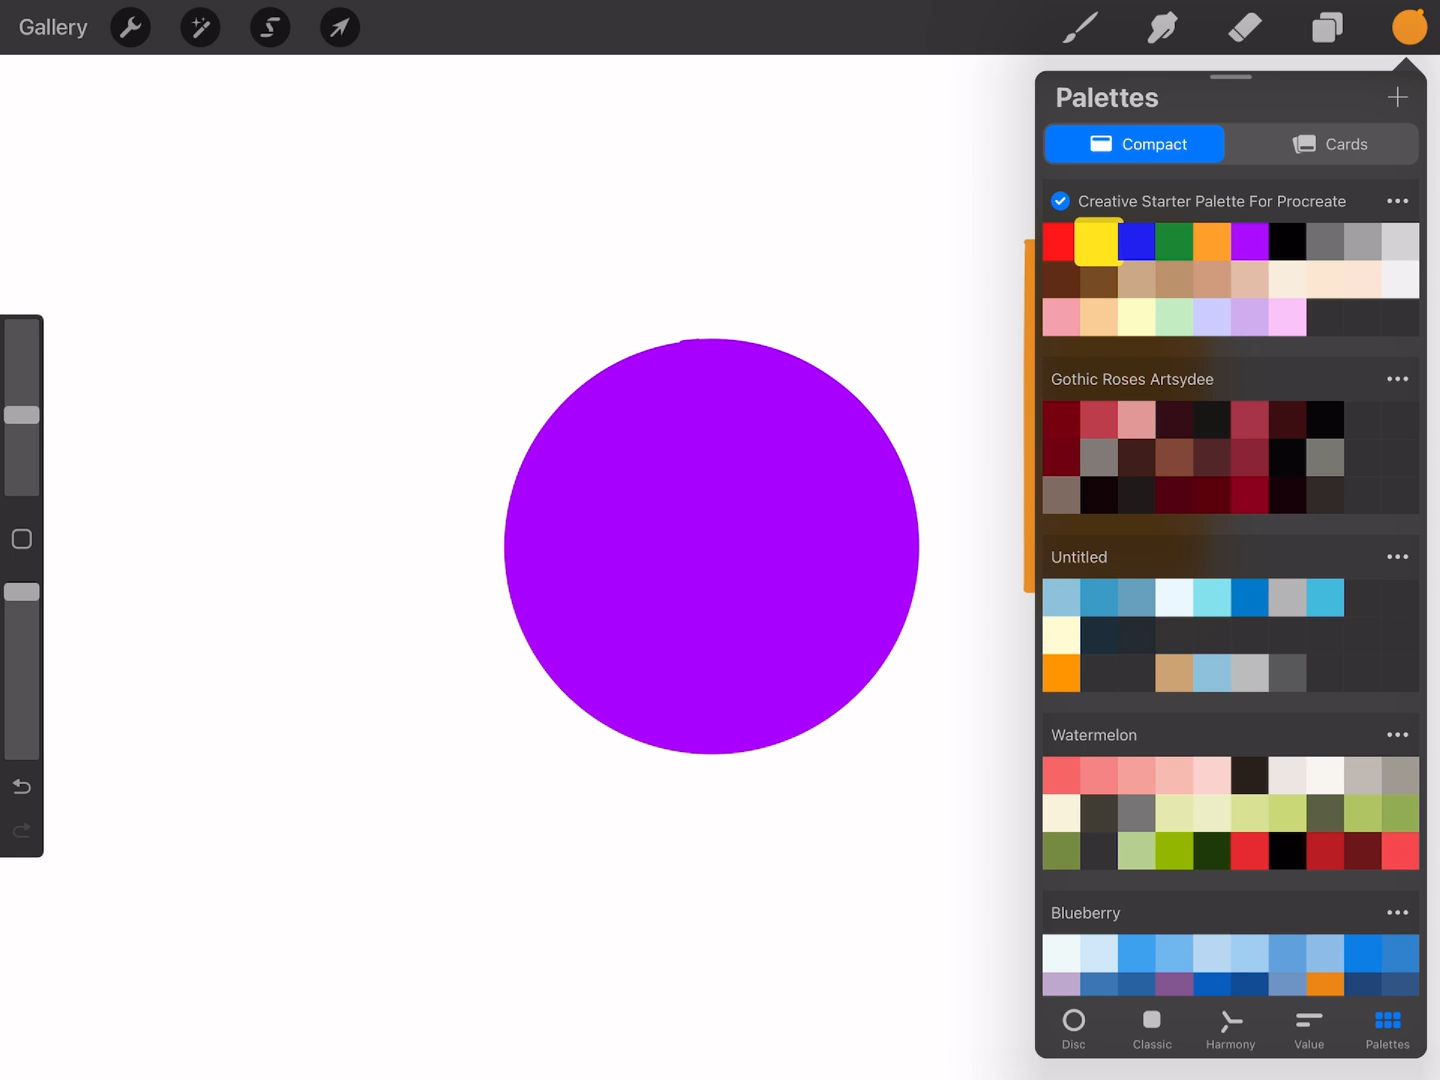 Gallery
Palettes
Compact
Cards
Creative Starter Palette For Procreate
Gothic Roses Artsydee
Untitled
Watermelon
Blueberry
Disc
Classic
Harmony
Value
Palettes